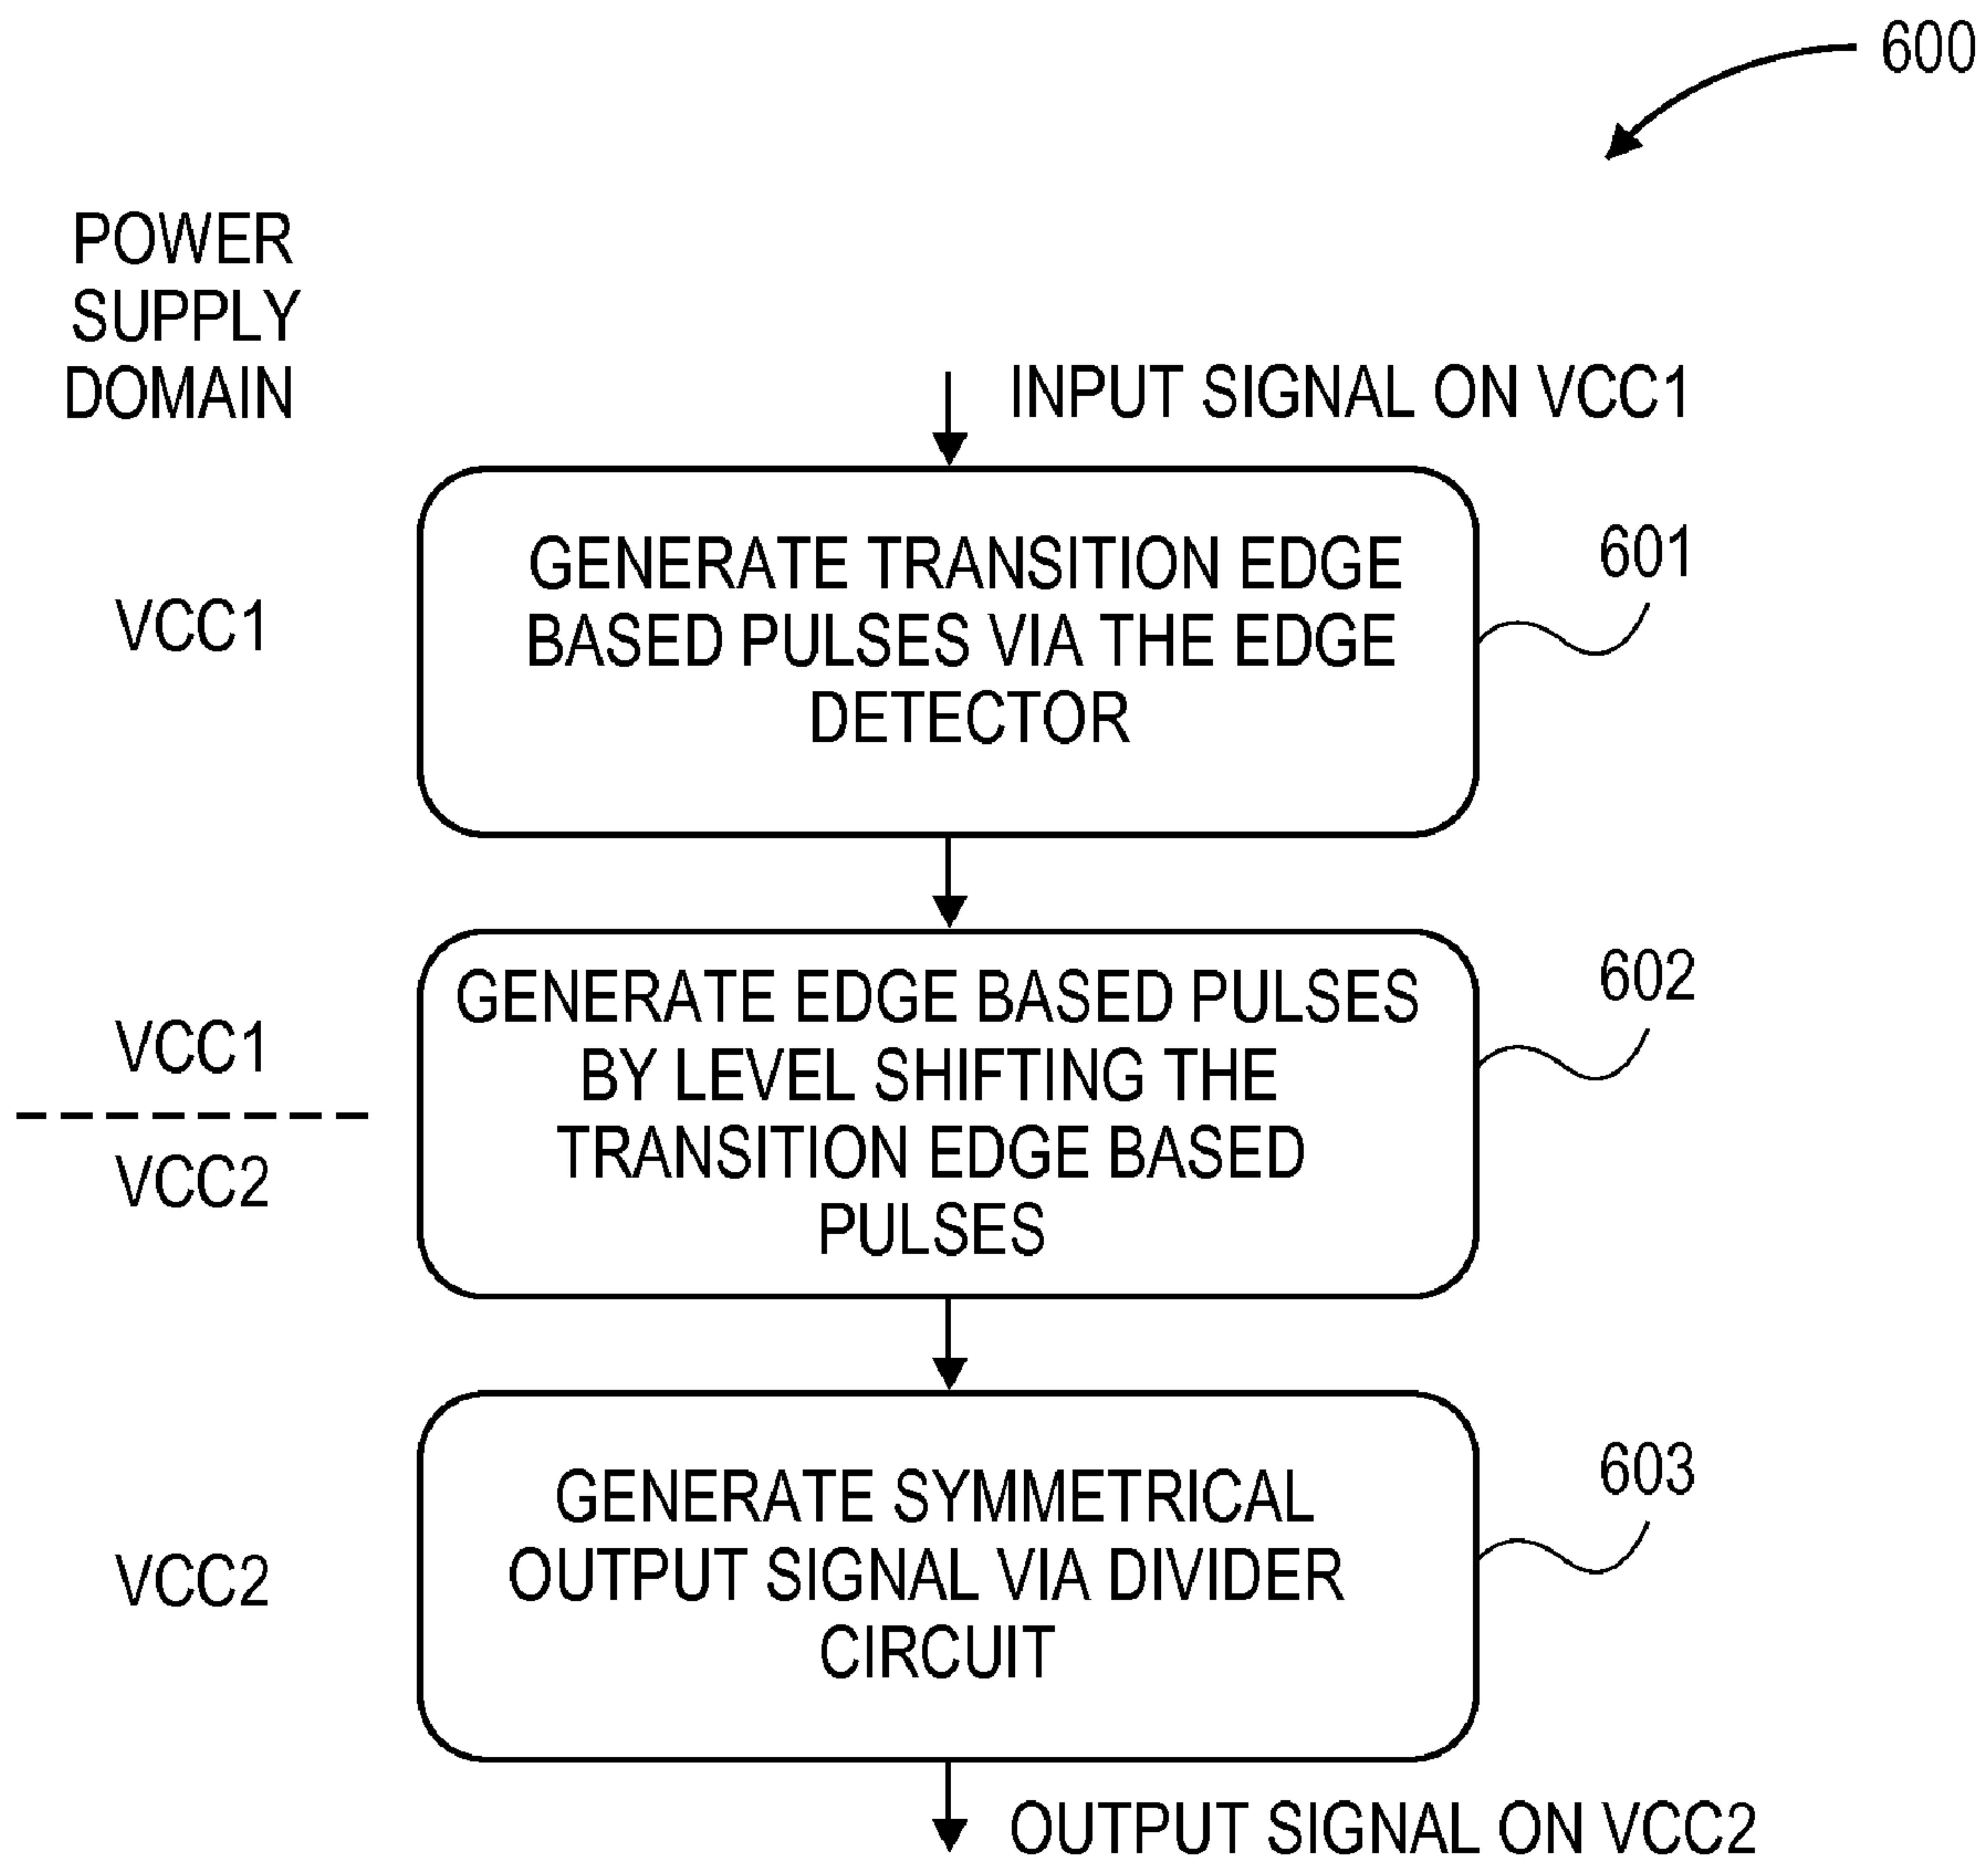 600
POWER
SUPPLY
DOMAIN
INPUT SIGNAL ON VCC1
VCC1
GENERATE TRANSITION EDGE
BASED PULSES VIA THE EDGE
DETECTOR
601
VCC1
VCC2
GENERATE EDGE BASED PULSES
BY LEVEL SHIFTING THE
TRANSITION EDGE BASED
PULSES
602
VCC2
GENERATE SYMMETRICAL
OUTPUT SIGNAL VIA DIVIDER
CIRCUIT
603
OUTPUT SIGNAL ON VCC2